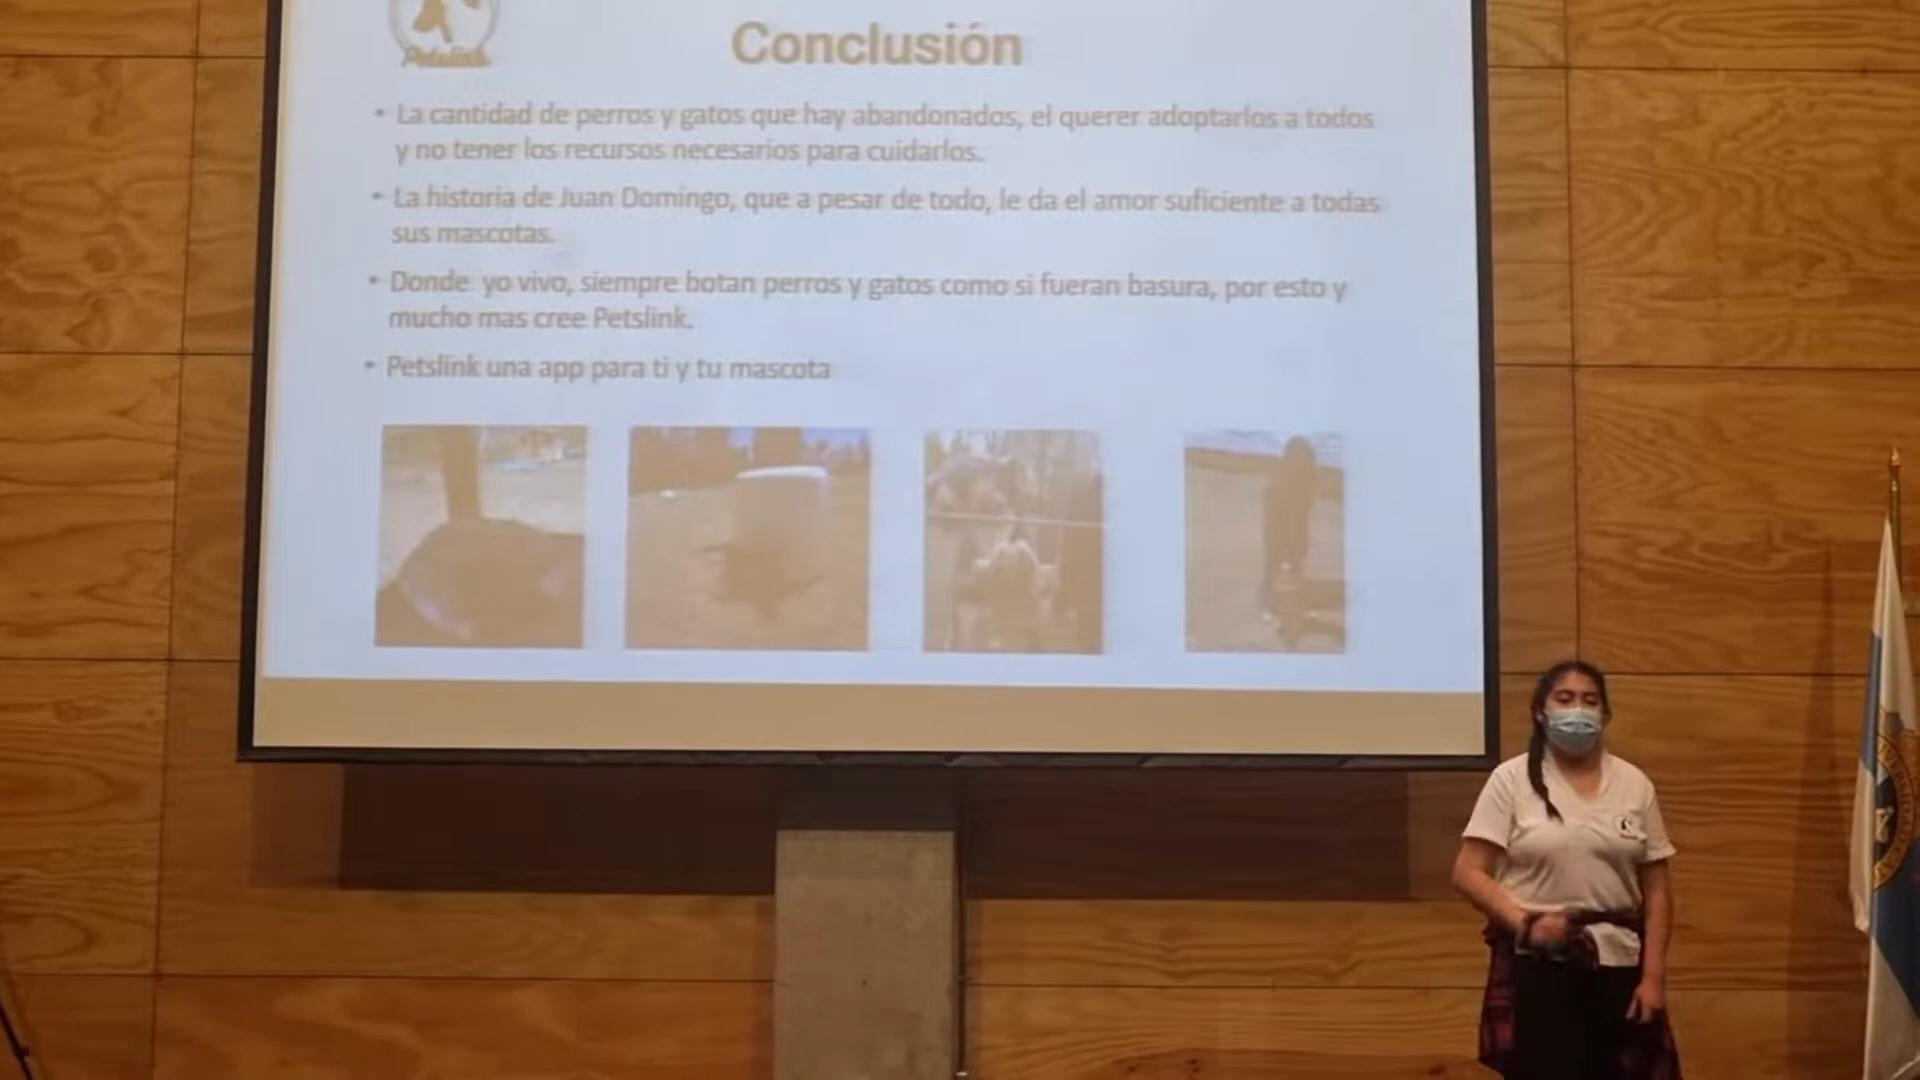 Petslink
Conclusión
• La cantidad de perros y gatos que hay abandonados, el querer adoptarlos a todos
y no tener los recursos necesarios para cuidarlos.
• La historia de Juan Domingo, que a pesar de todo, le da el amor suficiente a todas
sus mascotas.
• Donde yo vivo, siempre botan perros y gatos como si fueran basura, por esto y
mucho mas cree Petslink.
• Petslink una app para ti y tu mascota